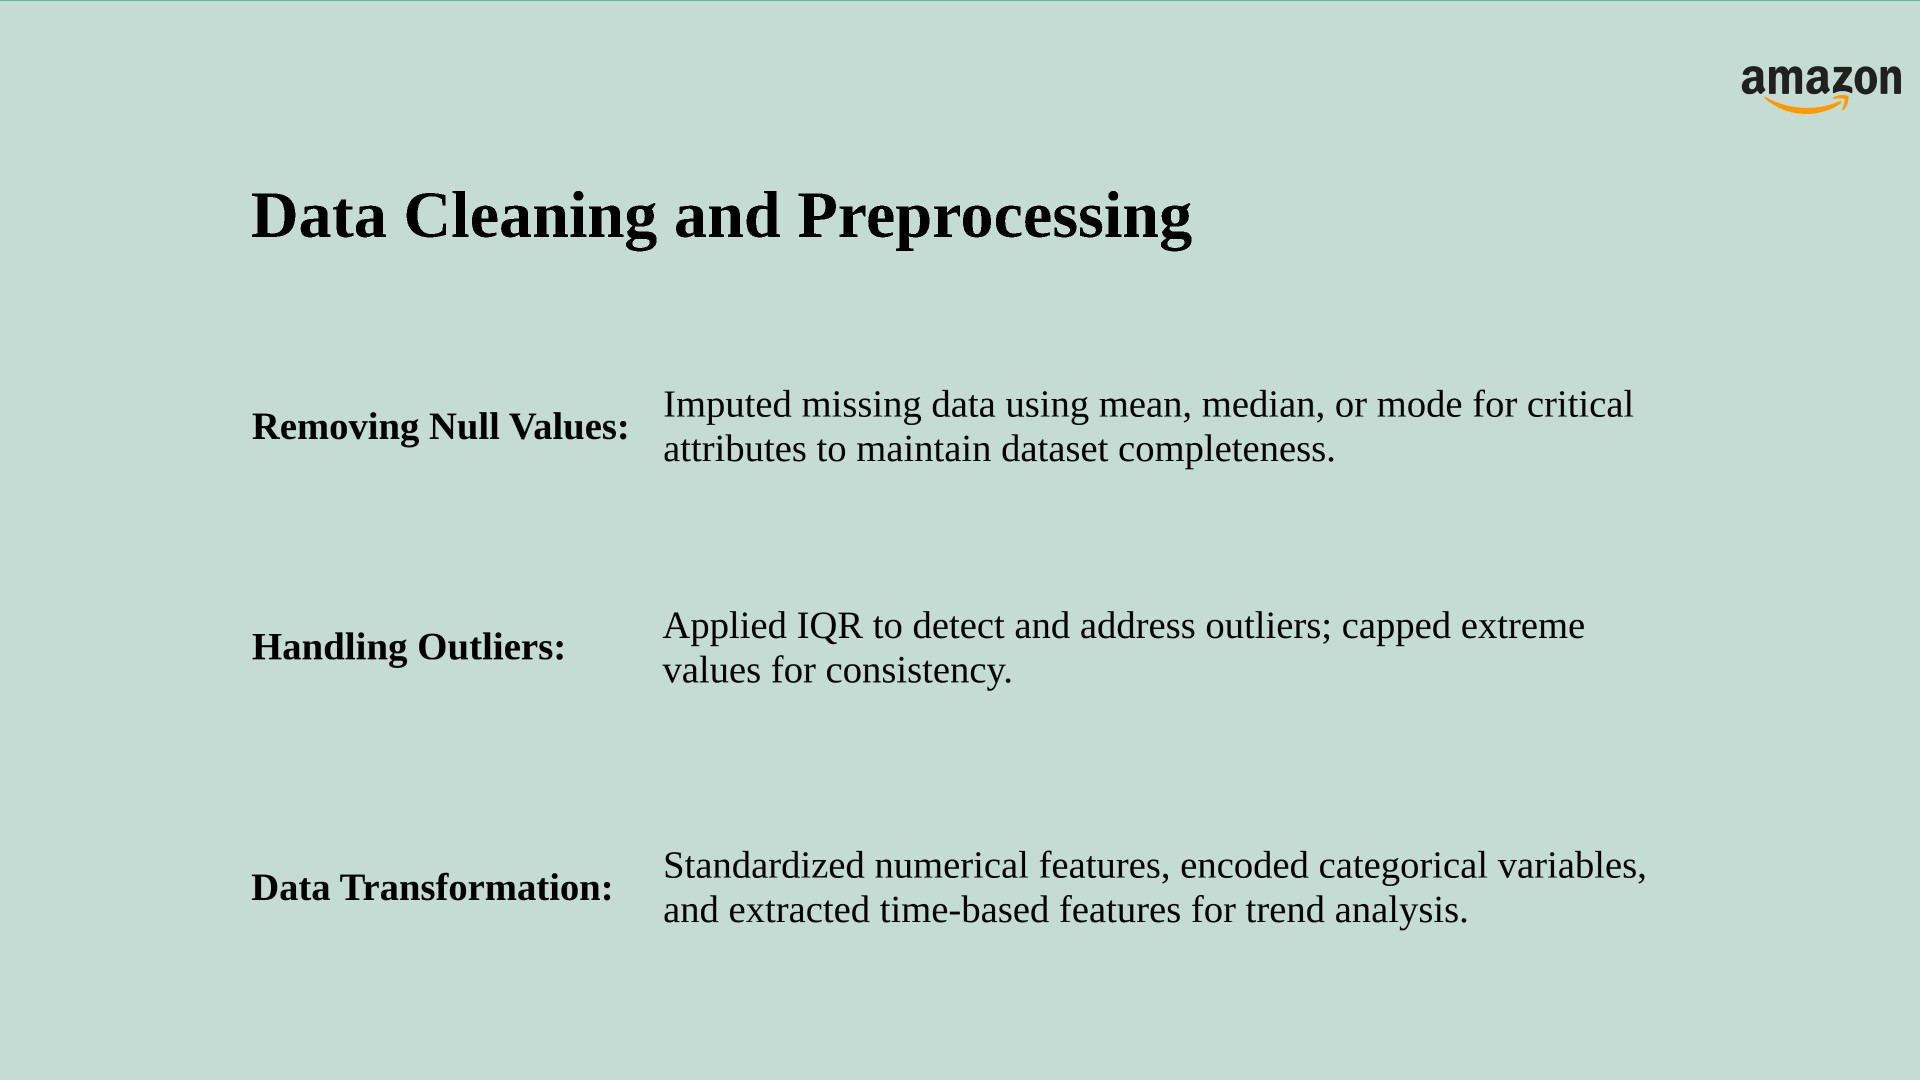 amazon
Data Cleaning and Preprocessing
Removing Null Values:
Imputed missing data using mean, median, or mode for critical
attributes to maintain dataset completeness.
Handling Outliers:
Applied IQR to detect and address outliers; capped extreme
values for consistency.
Data Transformation:
Standardized numerical features, encoded categorical variables,
and extracted time-based features for trend analysis.